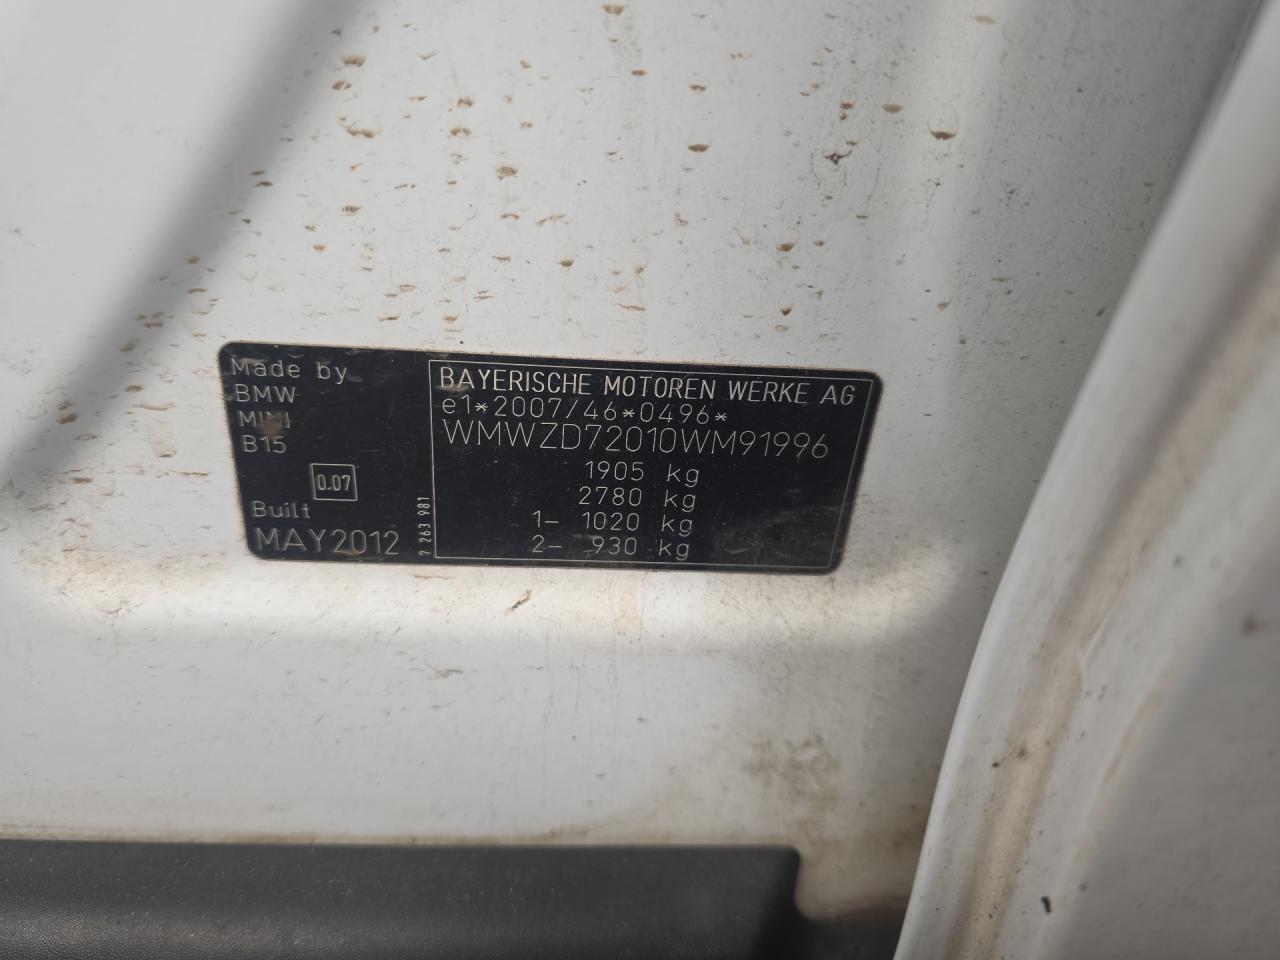 Made by
BMW
MINI
B15
0.07
Built
MAY2012
7 263 981
BAYERISCHE MOTOREN WERKE AG
e1*2007/46*0496*
WMWZD72010WM91996
1905 kg
2780 kg
1- 1020 kg
2- 930 kg